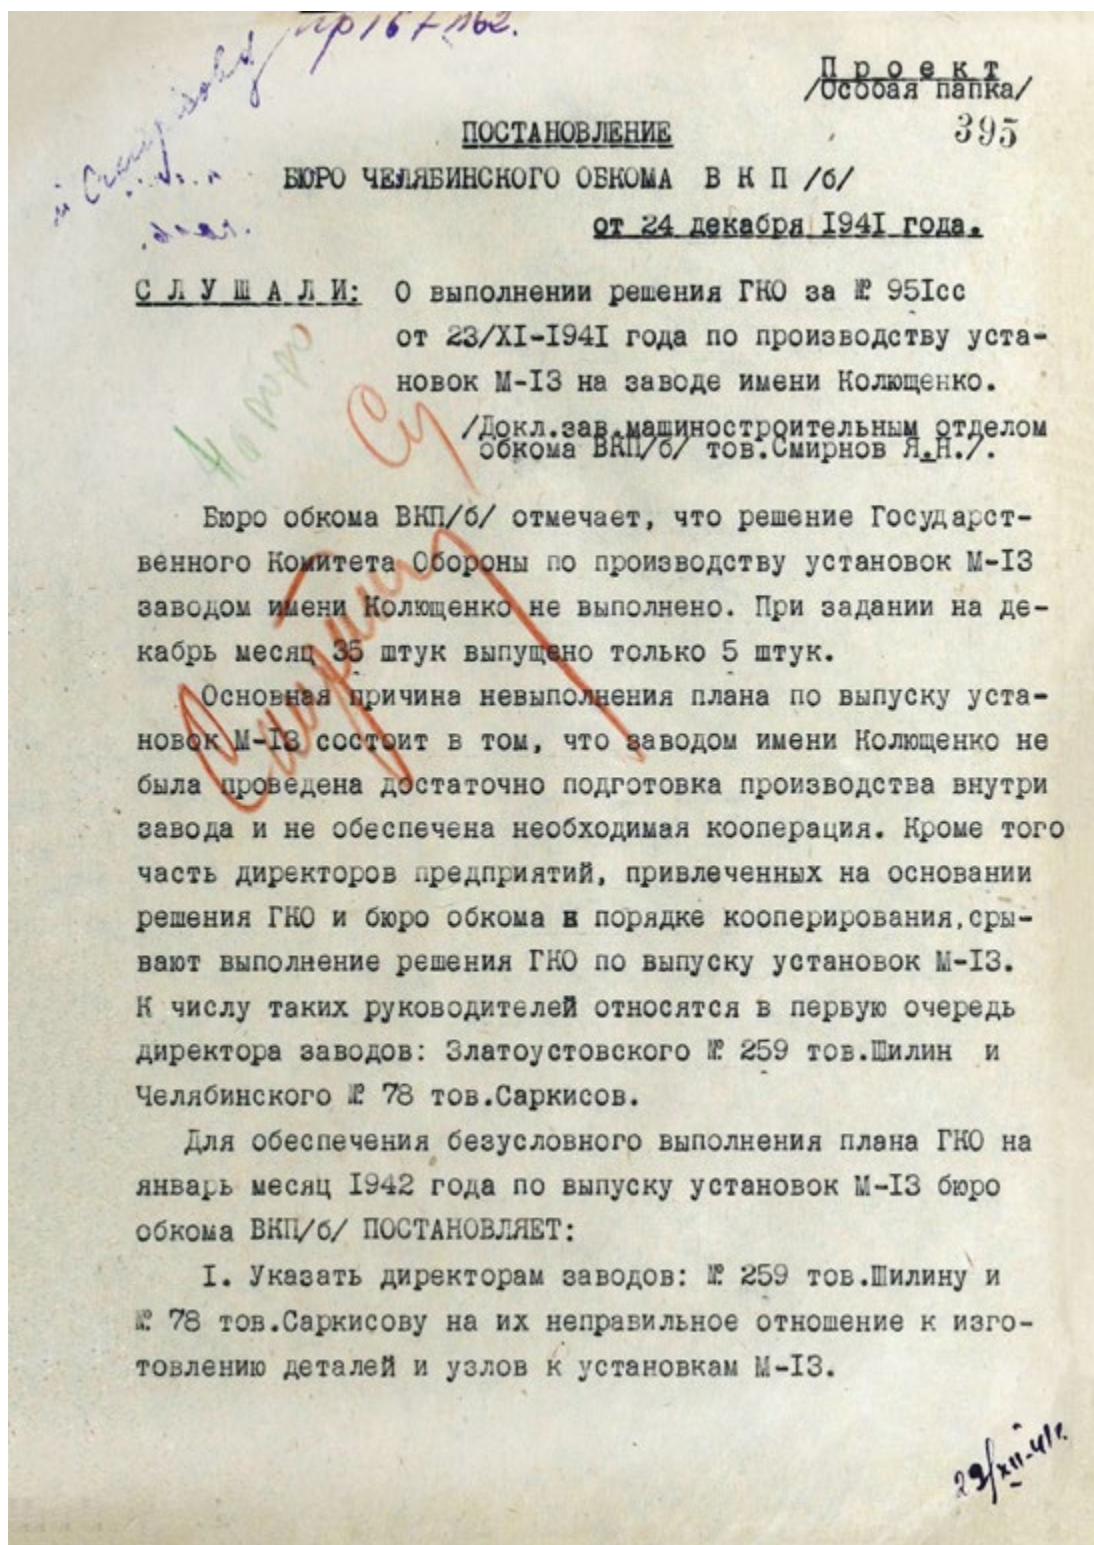 пр 167 п62.
Проект
/Особая папка/
395
ПОСТАНОВЛЕНИЕ
БЮРО ЧЕЛЯБИНСКОГО ОБКОМА В К П /б/
от 24 декабря 1941 года.
СЛУШАЛИ: О выполнении решения ГКО за № 951сс
от 23/XI-1941 года по производству уста-
новок М-13 на заводе имени Колющенко.
/Докл.зав.машиностроительным отделом
обкома ВКП/б/ тов.Смирнов Я.Н./.
Бюро обкома ВКП/б/ отмечает, что решение Государст-
венного Комитета Обороны по производству установок М-13
заводом имени Колющенко не выполнено. При задании на де-
кабрь месяц 35 штук выпущено только 5 штук.
Основная причина невыполнения плана по выпуску уста-
новок М-13 состоит в том, что заводом имени Колющенко не
была проведена достаточно подготовка производства внутри
завода и не обеспечена необходимая кооперация. Кроме того
часть директоров предприятий, привлеченных на основании
решения ГКО и бюро обкома в порядке кооперирования,сры-
вают выполнение решения ГКО по выпуску установок М-13.
К числу таких руководителей относятся в первую очередь
директора заводов: Златоустовского № 259 тов.Шилин и
Челябинского № 78 тов.Саркисов.
Для обеспечения безусловного выполнения плана ГКО на
январь месяц 1942 года по выпуску установок М-13 бюро
обкома ВКП/б/ ПОСТАНОВЛЯЕТ:
I. Указать директорам заводов: № 259 тов.Шилину и
№ 78 тов.Саркисову на их неправильное отношение к изго-
товлению деталей и узлов к установкам М-13.
29/XII-41г.